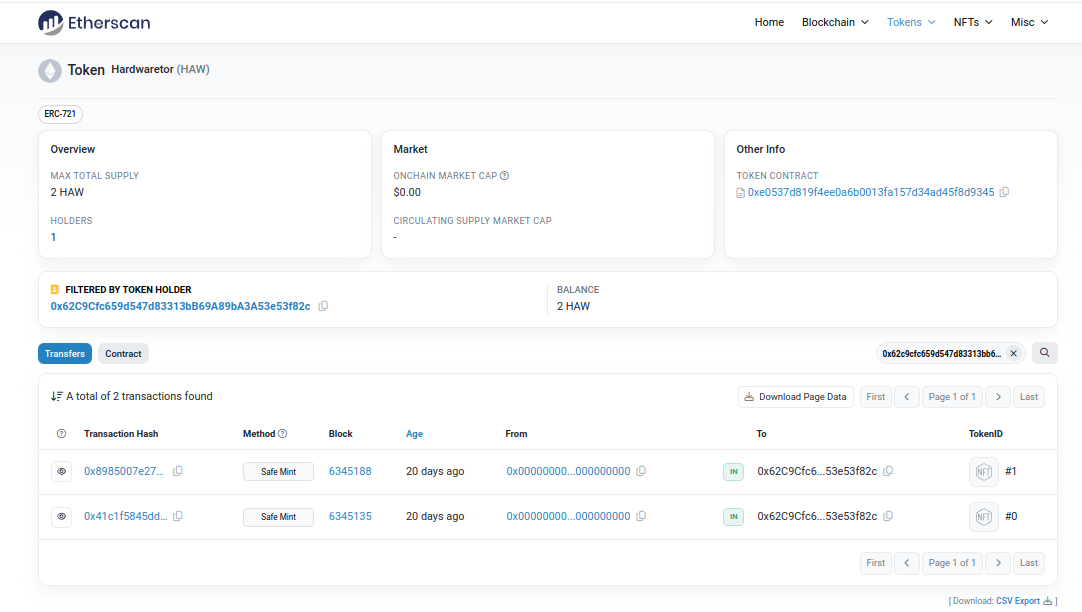 Etherscan
Home Blockchain Tokens NFTs Misc
Token Hardwaretor (HAW)
ERC-721
Overview
MAX TOTAL SUPPLY
2 HAW
HOLDERS
1
Market
ONCHAIN MARKET CAP
$0.00
CIRCULATING SUPPLY MARKET CAP
-
Other Info
TOKEN CONTRACT
0xe0537d819f4ee0a6b0013fa157d34ad45f8d9345
FILTERED BY TOKEN HOLDER
0x62C9Cfc659d547d83313bB69A89bA3A53e53f82c
BALANCE
2 HAW
Transfers Contract
0x62c9cfc659d547d83313bb6...
A total of 2 transactions found
Download Page Data First Page 1 of 1 Last
Transaction Hash Method Block Age From To TokenID
0x8985007e27... Safe Mint 6345188 20 days ago 0x00000000...000000000 IN 0x62C9Cfc6...53e53f82c NFT #1
0x41c1f5845dd... Safe Mint 6345135 20 days ago 0x00000000...000000000 IN 0x62C9Cfc6...53e53f82c NFT #0
First Page 1 of 1 Last
[ Download: CSV Export ]